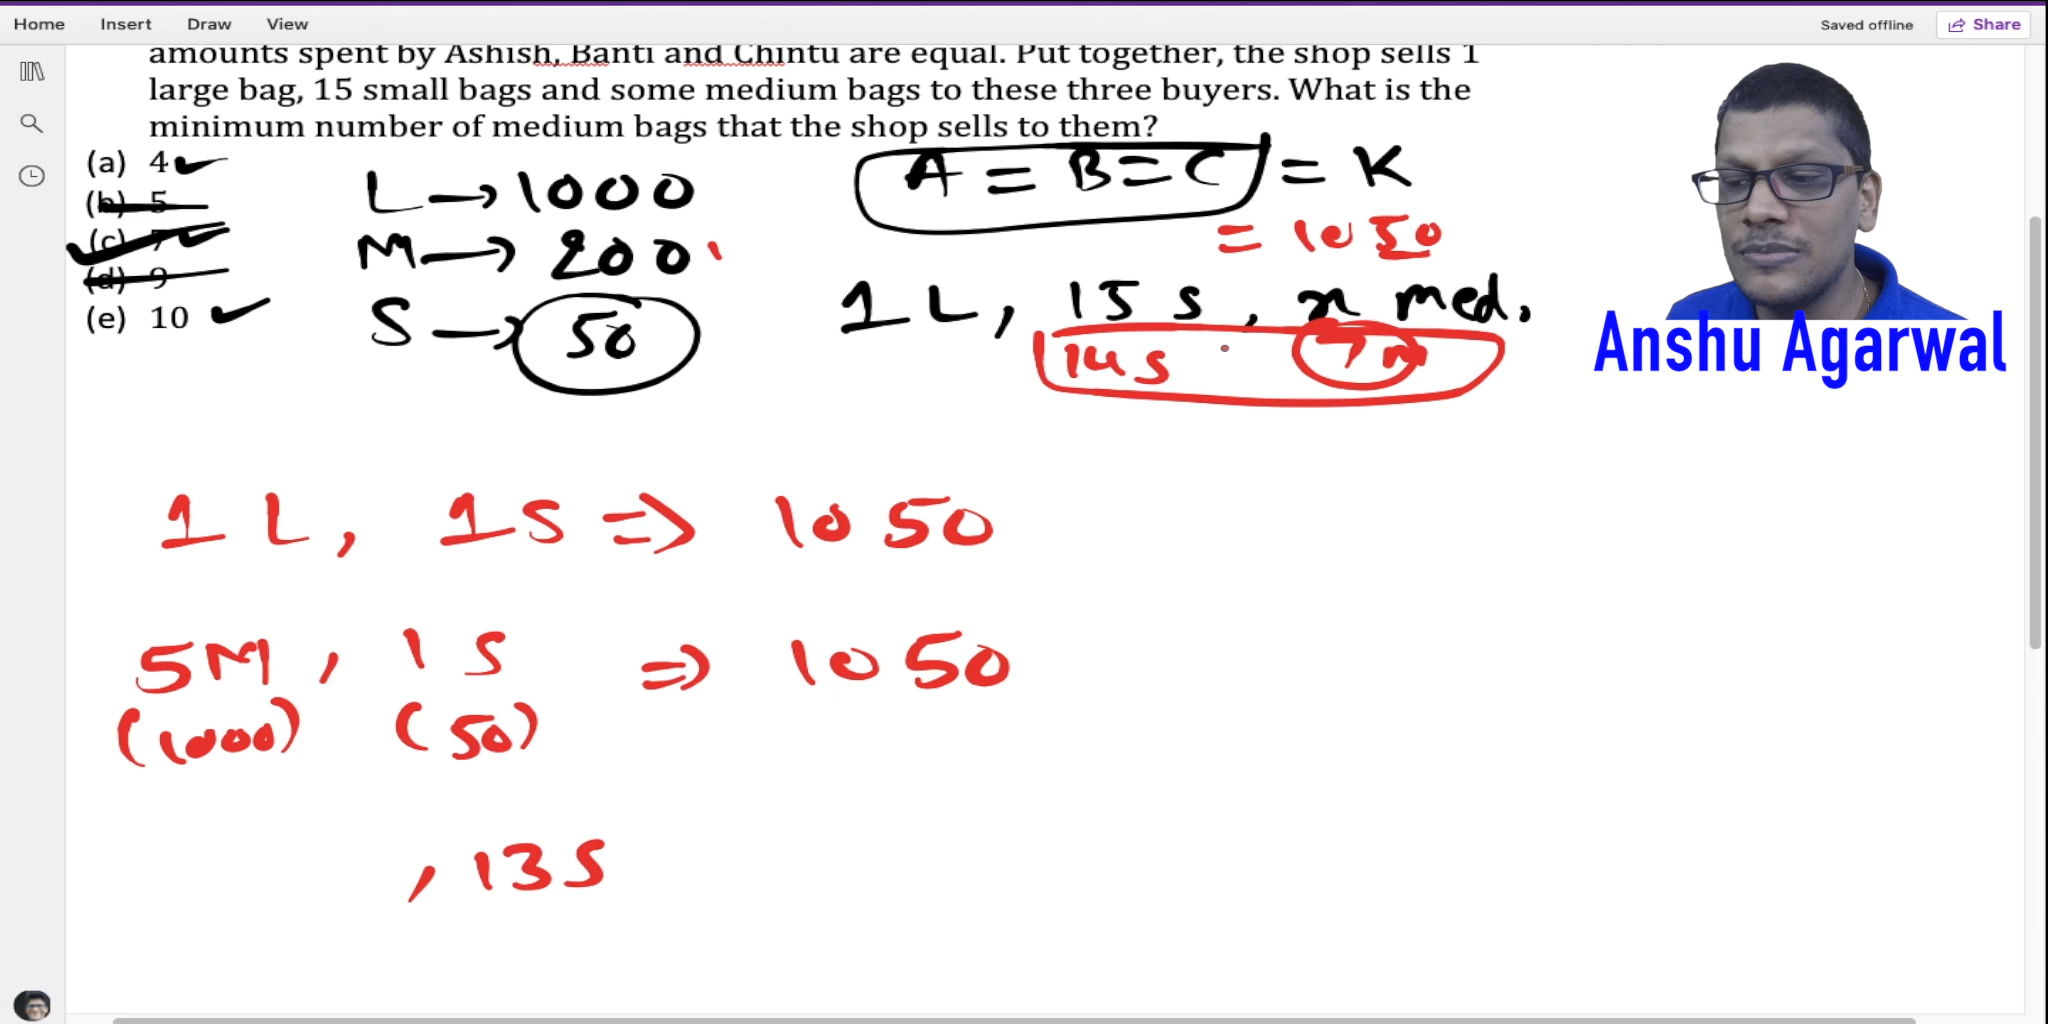 Home Insert Draw View Saved offline Share
amounts spent by Ashish, Banti and Chintu are equal. Put together, the shop sells 1
large bag, 15 small bags and some medium bags to these three buyers. What is the
minimum number of medium bags that the shop sells to them?
(a) 4
(b) 5
(c) 7
(d) 9
(e) 10
L → 1000
M → 200
S → 50
A = B = C = K
= 1050
1 L, 15 S, x med.
14 S 7 M
Anshu Agarwal
1 L, 1 S ⇒ 1050
5 M, 1 S ⇒ 1050
(1000) (50)
, 13 S